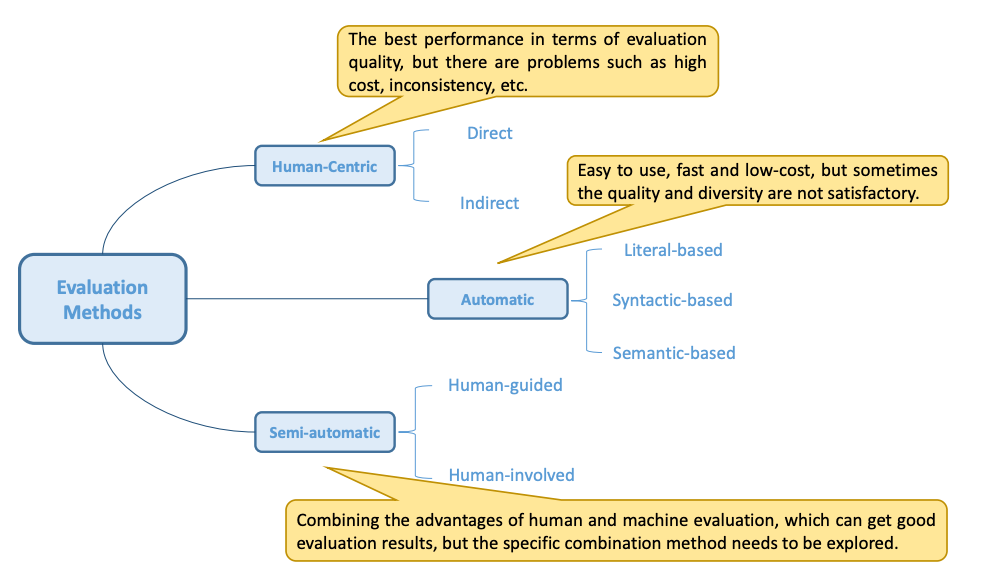 The best performance in terms of evaluation
quality, but there are problems such as high
cost, inconsistency, etc.
Direct
Human-Centric
Indirect
Easy to use, fast and low-cost, but sometimes
the quality and diversity are not satisfactory.
Evaluation
Methods
Literal-based
Automatic
Syntactic-based
Semantic-based
Human-guided
Semi-automatic
Human-involved
Combining the advantages of human and machine evaluation, which can get good
evaluation results, but the specific combination method needs to be explored.